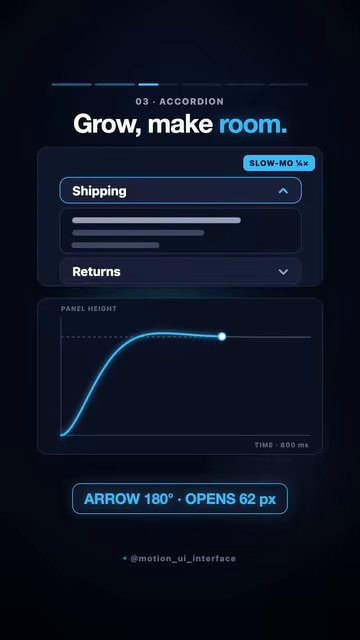 03 · ACCORDION
Grow, make room.
SLOW-MO ¼×
Shipping
Returns
PANEL HEIGHT
TIME · 800 ms
ARROW 180° · OPENS 62 px
@motion_ui_interface